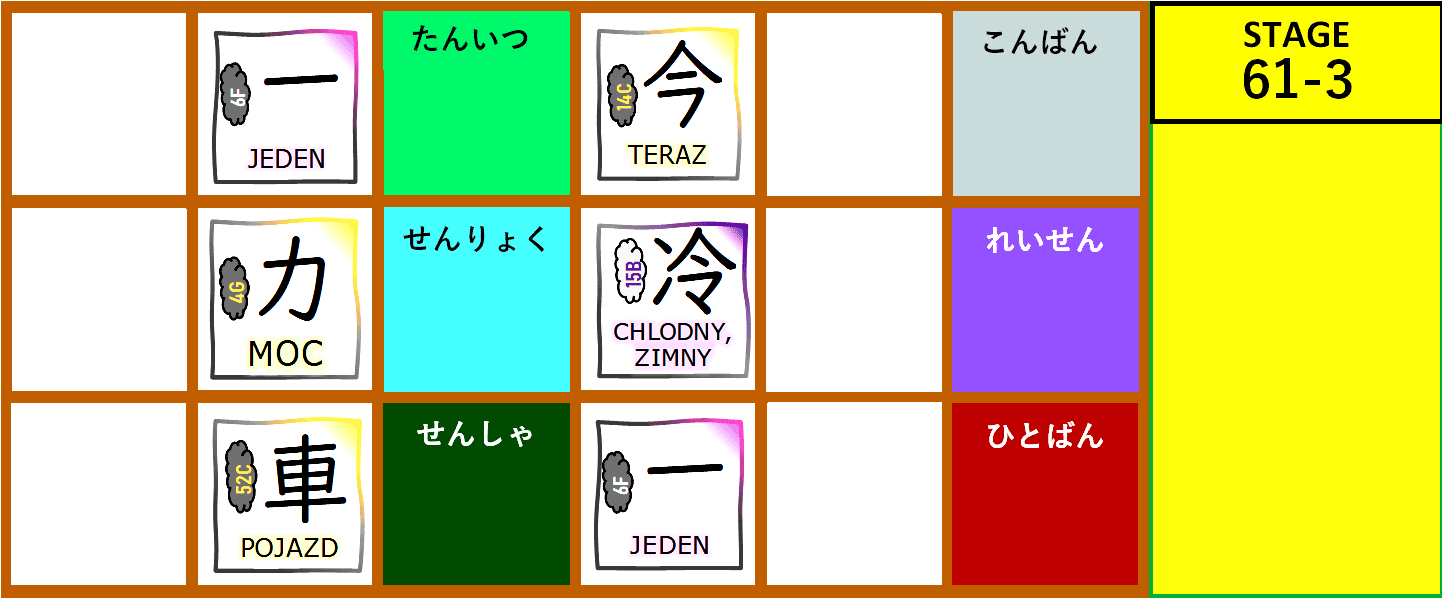 6F
一
JEDEN
たんいつ
14C
今
TERAZ
こんばん
STAGE
61-3
4G
力
MOC
せんりょく
15B
冷
CHLODNY,
ZIMNY
れいせん
52C
車
POJAZD
せんしゃ
6F
一
JEDEN
ひとばん